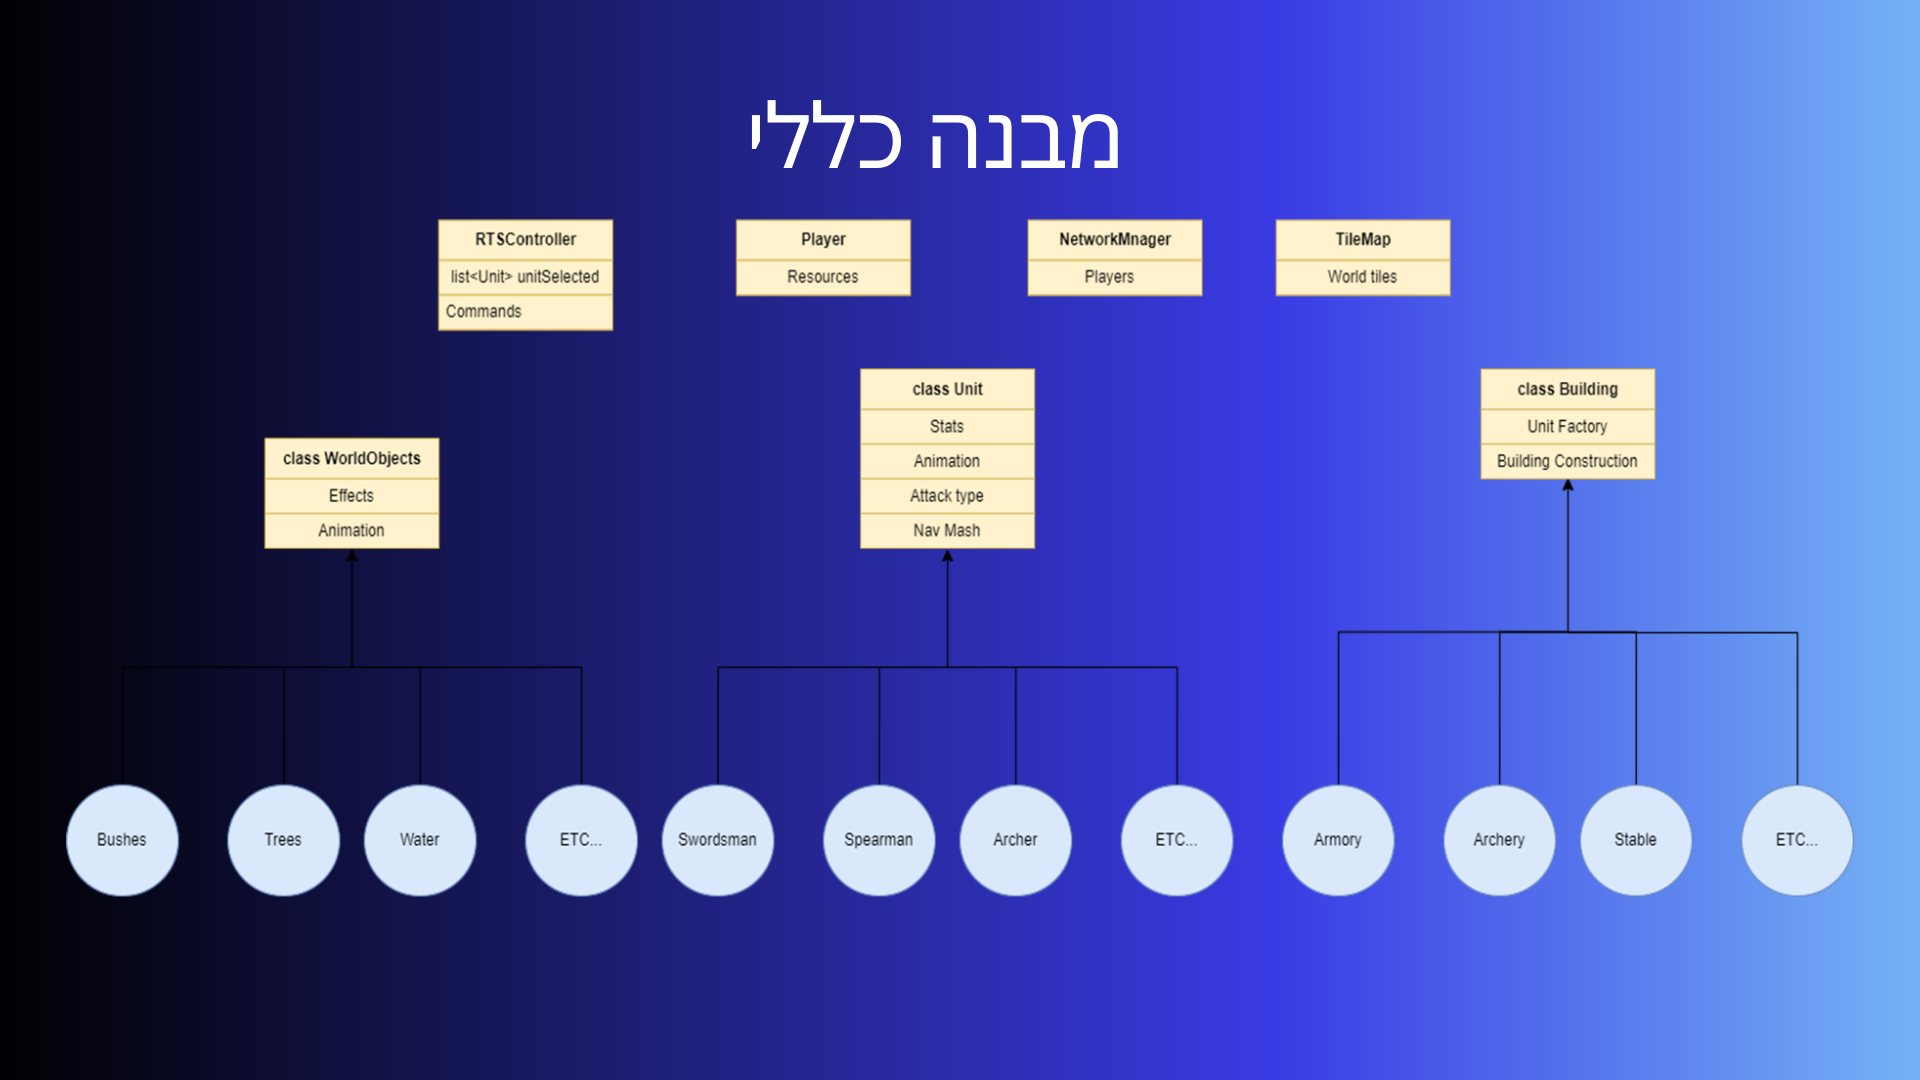 מבנה כללי
RTSController
list<Unit> unitSelected
Commands
Player
Resources
NetworkMnager
Players
TileMap
World tiles
class WorldObjects
Effects
Animation
class Unit
Stats
Animation
Attack type
Nav Mash
class Building
Unit Factory
Building Construction
Bushes
Trees
Water
ETC...
Swordsman
Spearman
Archer
ETC...
Armory
Archery
Stable
ETC...